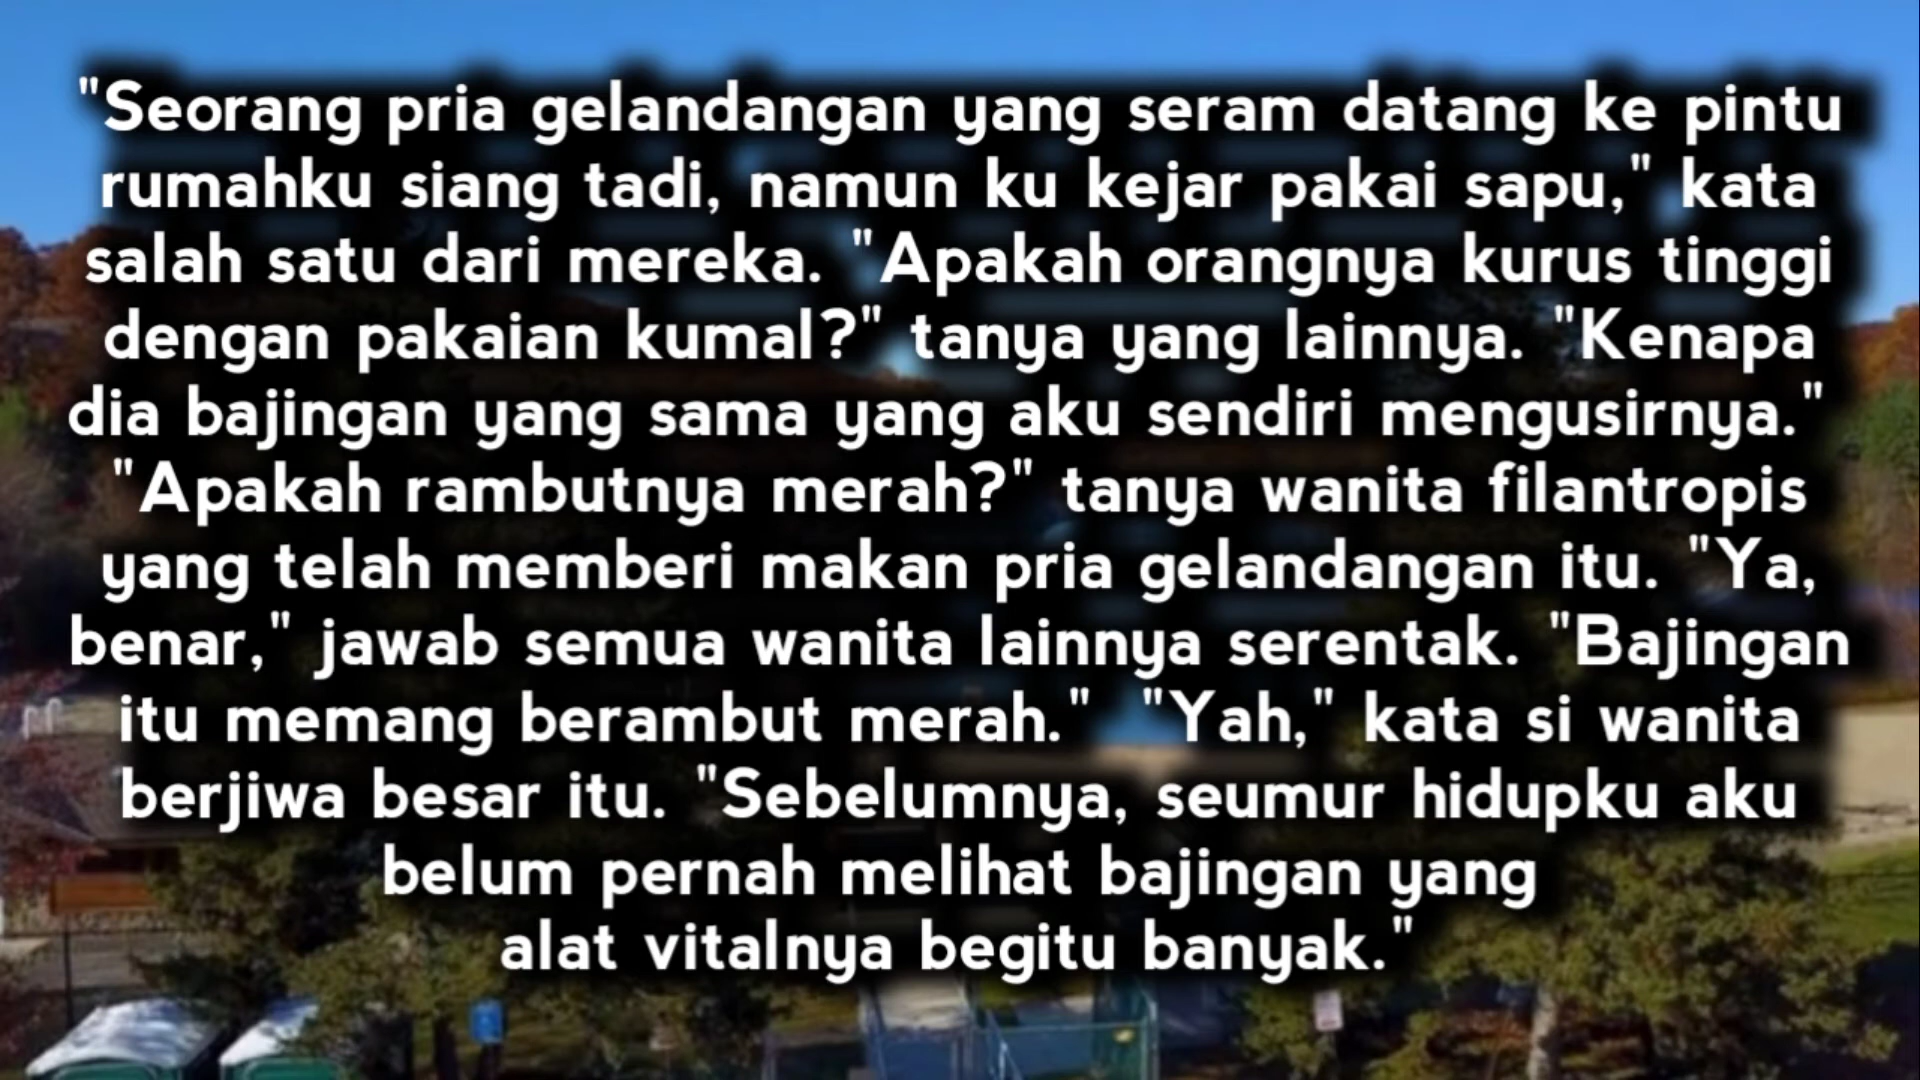 "Seorang pria gelandangan yang seram datang ke pintu
rumahku siang tadi, namun ku kejar pakai sapu," kata
salah satu dari mereka. "Apakah orangnya kurus tinggi
dengan pakaian kumal?" tanya yang lainnya. "Kenapa
dia bajingan yang sama yang aku sendiri mengusirnya."
"Apakah rambutnya merah?" tanya wanita filantropis
yang telah memberi makan pria gelandangan itu. "Ya,
benar," jawab semua wanita lainnya serentak. "Bajingan
itu memang berambut merah." "Yah," kata si wanita
berjiwa besar itu. "Sebelumnya, seumur hidupku aku
belum pernah melihat bajingan yang
alat vitalnya begitu banyak."